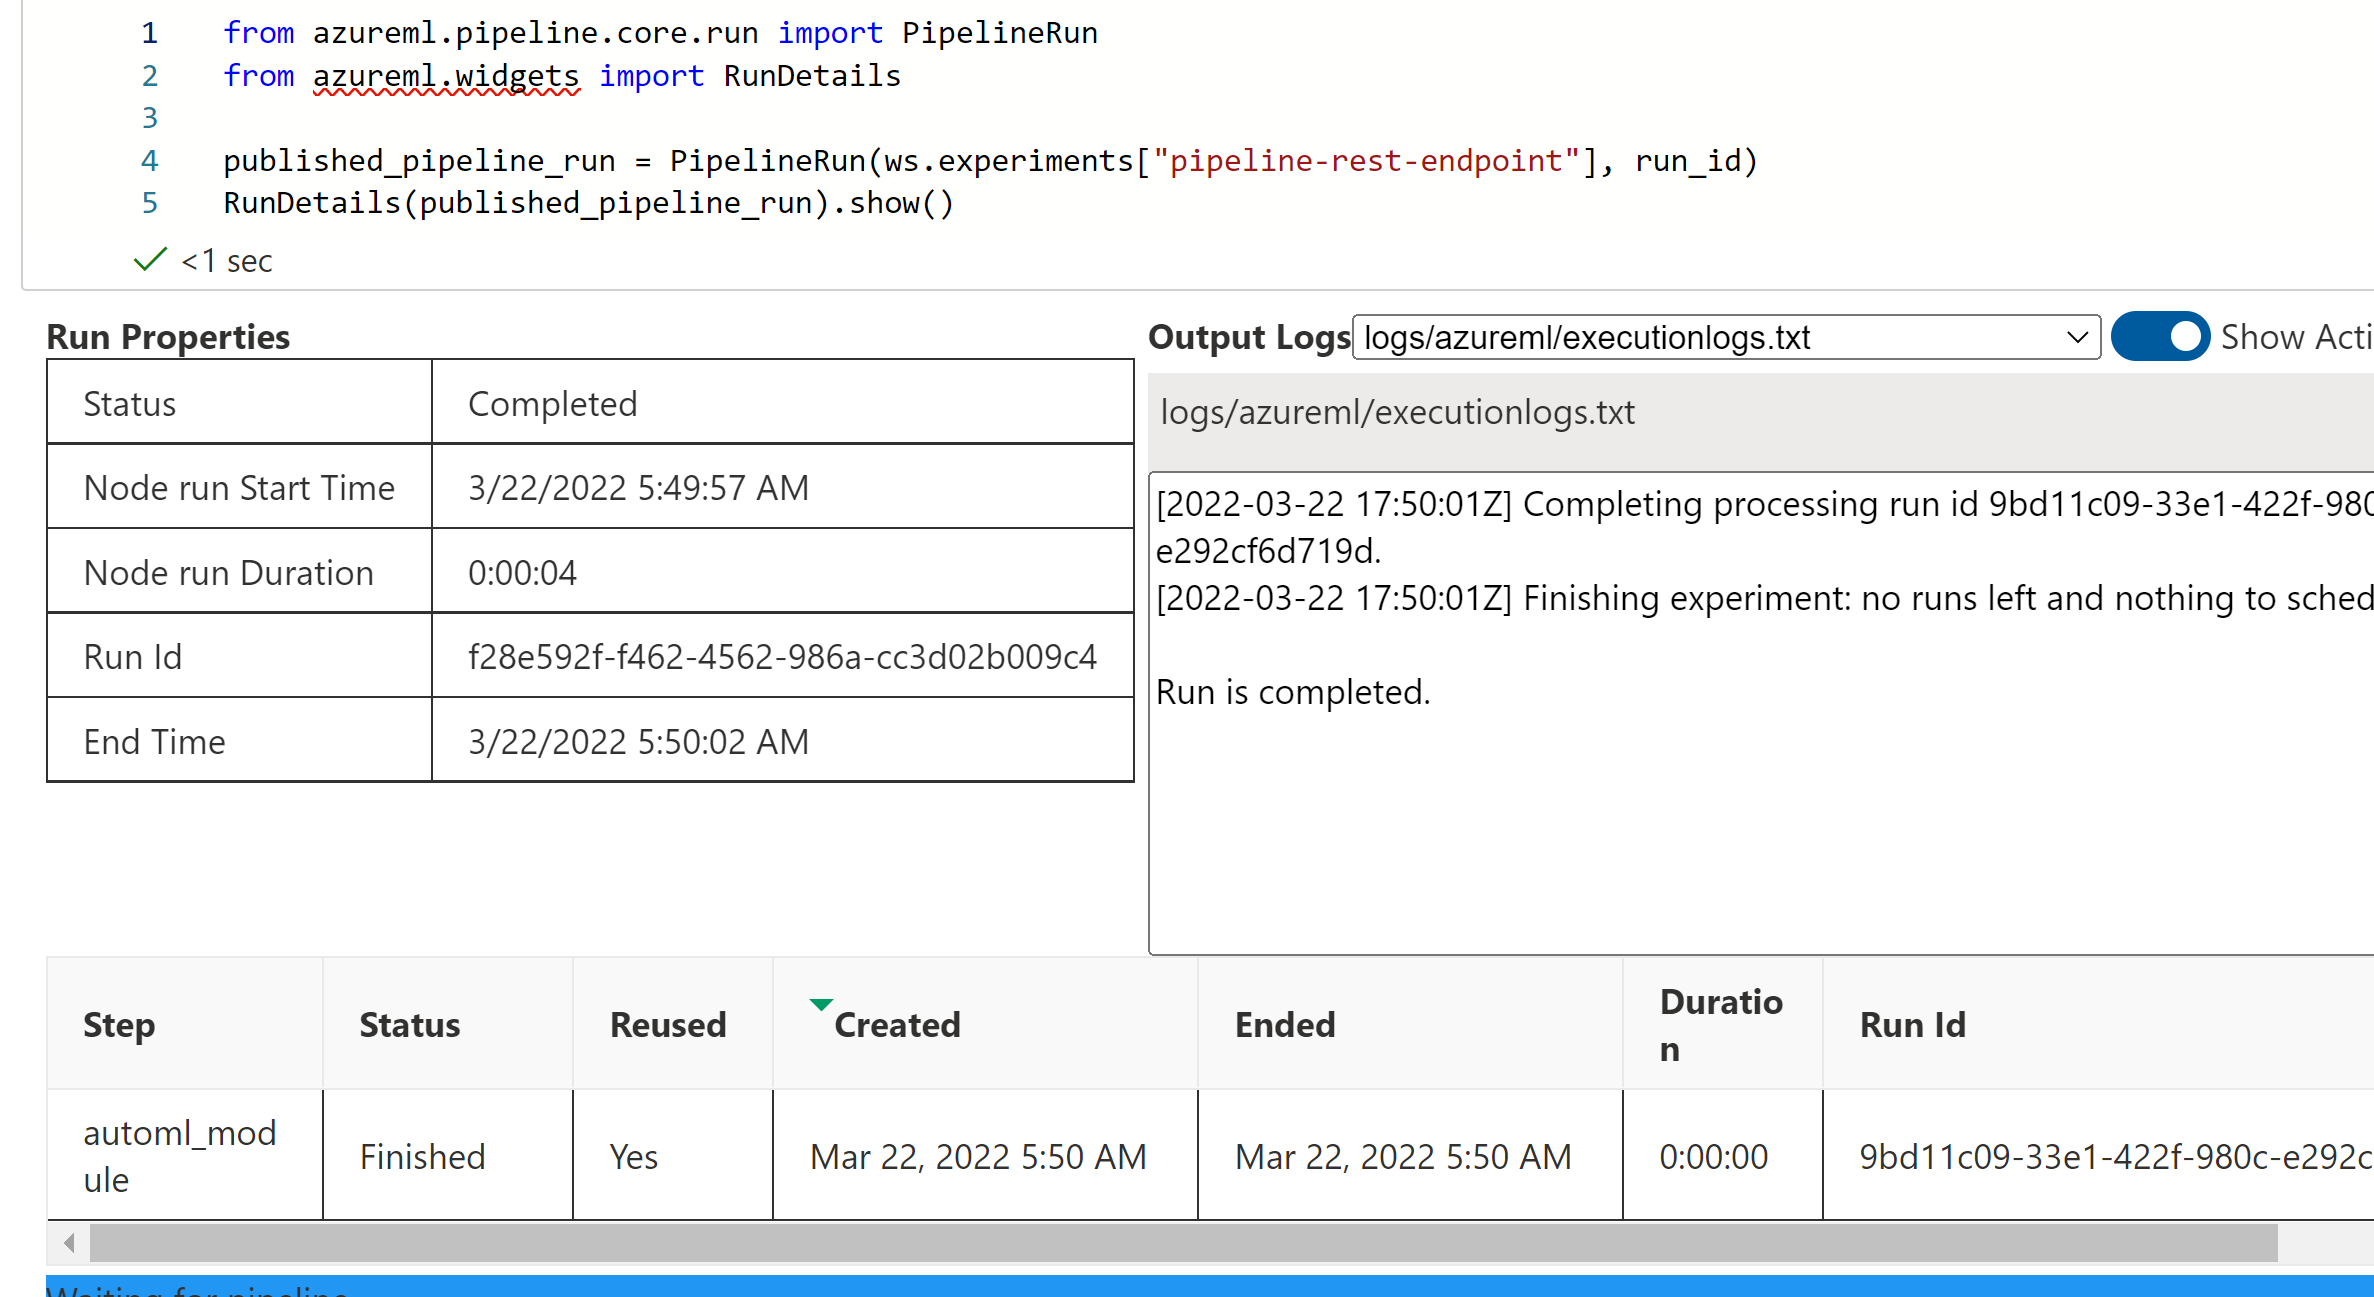 1 from azureml.pipeline.core.run import PipelineRun
2 from azureml.widgets import RunDetails
3
4 published_pipeline_run = PipelineRun(ws.experiments["pipeline-rest-endpoint"], run_id)
5 RunDetails(published_pipeline_run).show()
<1 sec
Run Properties
Status Completed
Node run Start Time 3/22/2022 5:49:57 AM
Node run Duration 0:00:04
Run Id f28e592f-f462-4562-986a-cc3d02b009c4
End Time 3/22/2022 5:50:02 AM
Output Logs logs/azureml/executionlogs.txt Show Acti
logs/azureml/executionlogs.txt
[2022-03-22 17:50:01Z] Completing processing run id 9bd11c09-33e1-422f-980
e292cf6d719d.
[2022-03-22 17:50:01Z] Finishing experiment: no runs left and nothing to sched
Run is completed.
Step Status Reused Created Ended Duratio
n Run Id
automl_mod
ule Finished Yes Mar 22, 2022 5:50 AM Mar 22, 2022 5:50 AM 0:00:00 9bd11c09-33e1-422f-980c-e292c
Waiting for pipeline